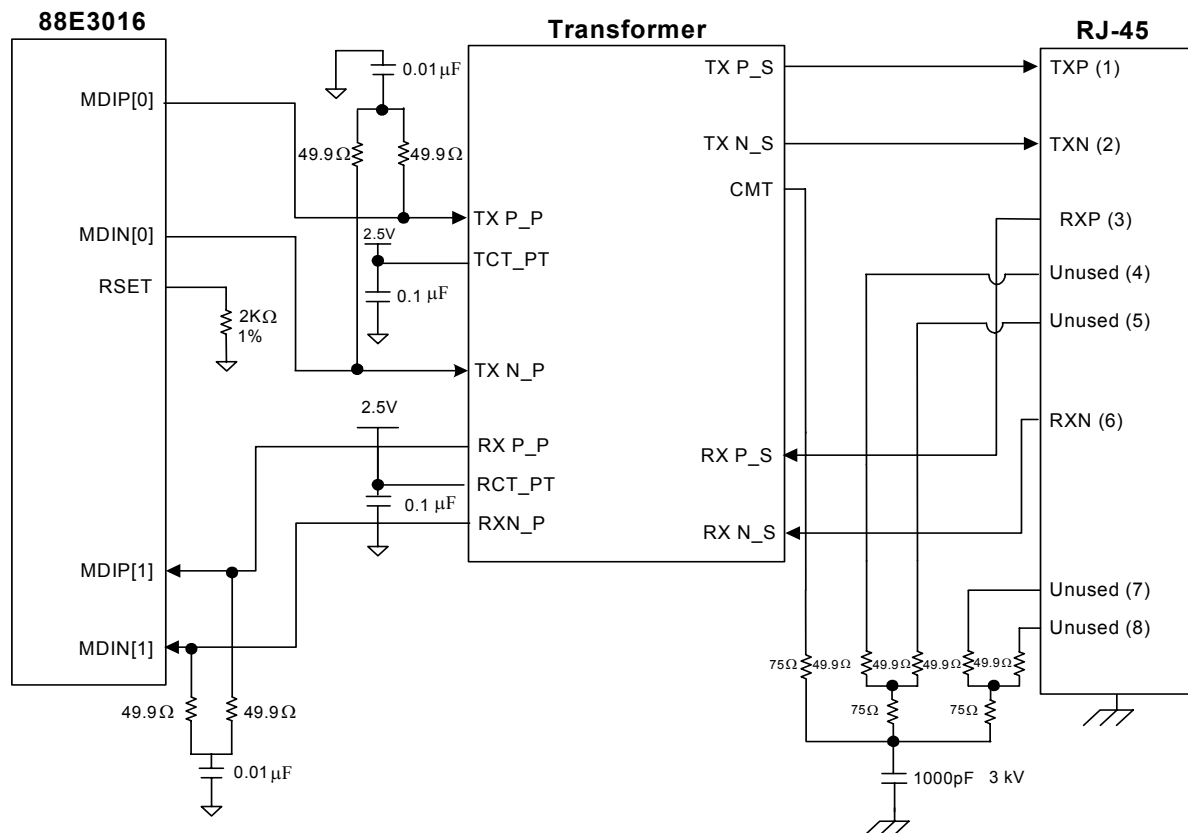 88E3016
Transformer
RJ-45
MDIP[0]
MDIN[0]
RSET
2KΩ
1%
MDIP[1]
MDIN[1]
0.01μF
49.9Ω
49.9Ω
2.5V
0.1 μF
2.5V
0.1 μF
49.9Ω
49.9Ω
0.01μF
TX P_P
TCT_PT
TX N_P
RX P_P
RCT_PT
RXN_P
TX P_S
TX N_S
CMT
RX P_S
RX N_S
TXP (1)
TXN (2)
RXP (3)
Unused (4)
Unused (5)
RXN (6)
Unused (7)
Unused (8)
75Ω
49.9Ω
49.9Ω
49.9Ω
49.9Ω
75Ω
75Ω
1000pF 3 kV